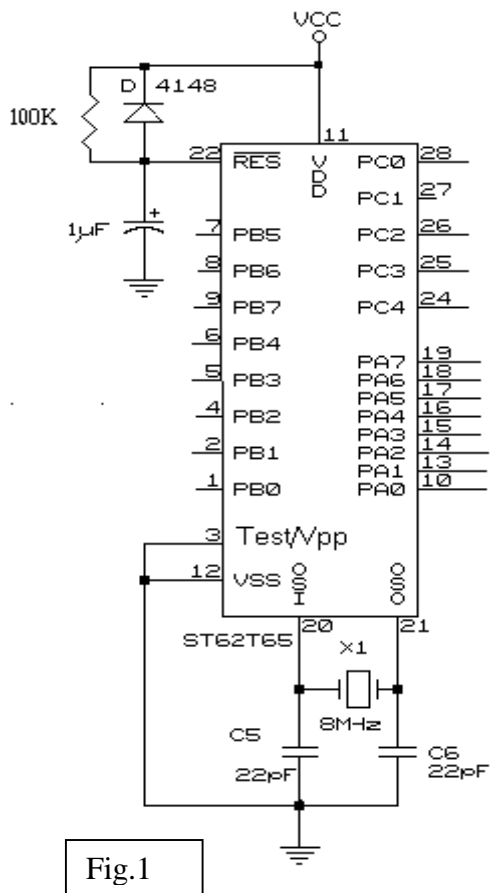 VCC
D 4148
100K
11
22 RES VDD PC0 28
PC1 27
1µF
7 PB5 PC2 26
8 PB6 PC3 25
9 PB7 PC4 24
6 PB4
PA7 19
5 PB3 PA6 18
PA5 17
4 PB2 PA4 16
PA3 15
2 PB1 PA2 14
PA1 13
1 PB0 PA0 10
3 Test/Vpp
12 VSS OSI OSO
ST62T65 20 21
X1
8MHz
C5 C6
22pF 22pF
Fig.1